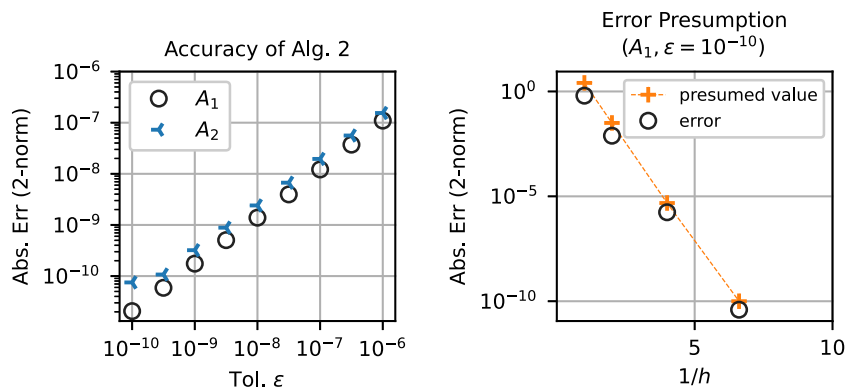 Accuracy of Alg. 2
10⁻⁶
10⁻⁷
10⁻⁸
10⁻⁹
10⁻¹⁰
Abs. Err (2-norm)
A₁
A₂
10⁻¹⁰ 10⁻⁹ 10⁻⁸ 10⁻⁷ 10⁻⁶
Tol. ε
Error Presumption
(A₁, ε = 10⁻¹⁰)
10⁰
10⁻⁵
10⁻¹⁰
Abs. Err (2-norm)
presumed value
error
5 10
1/h